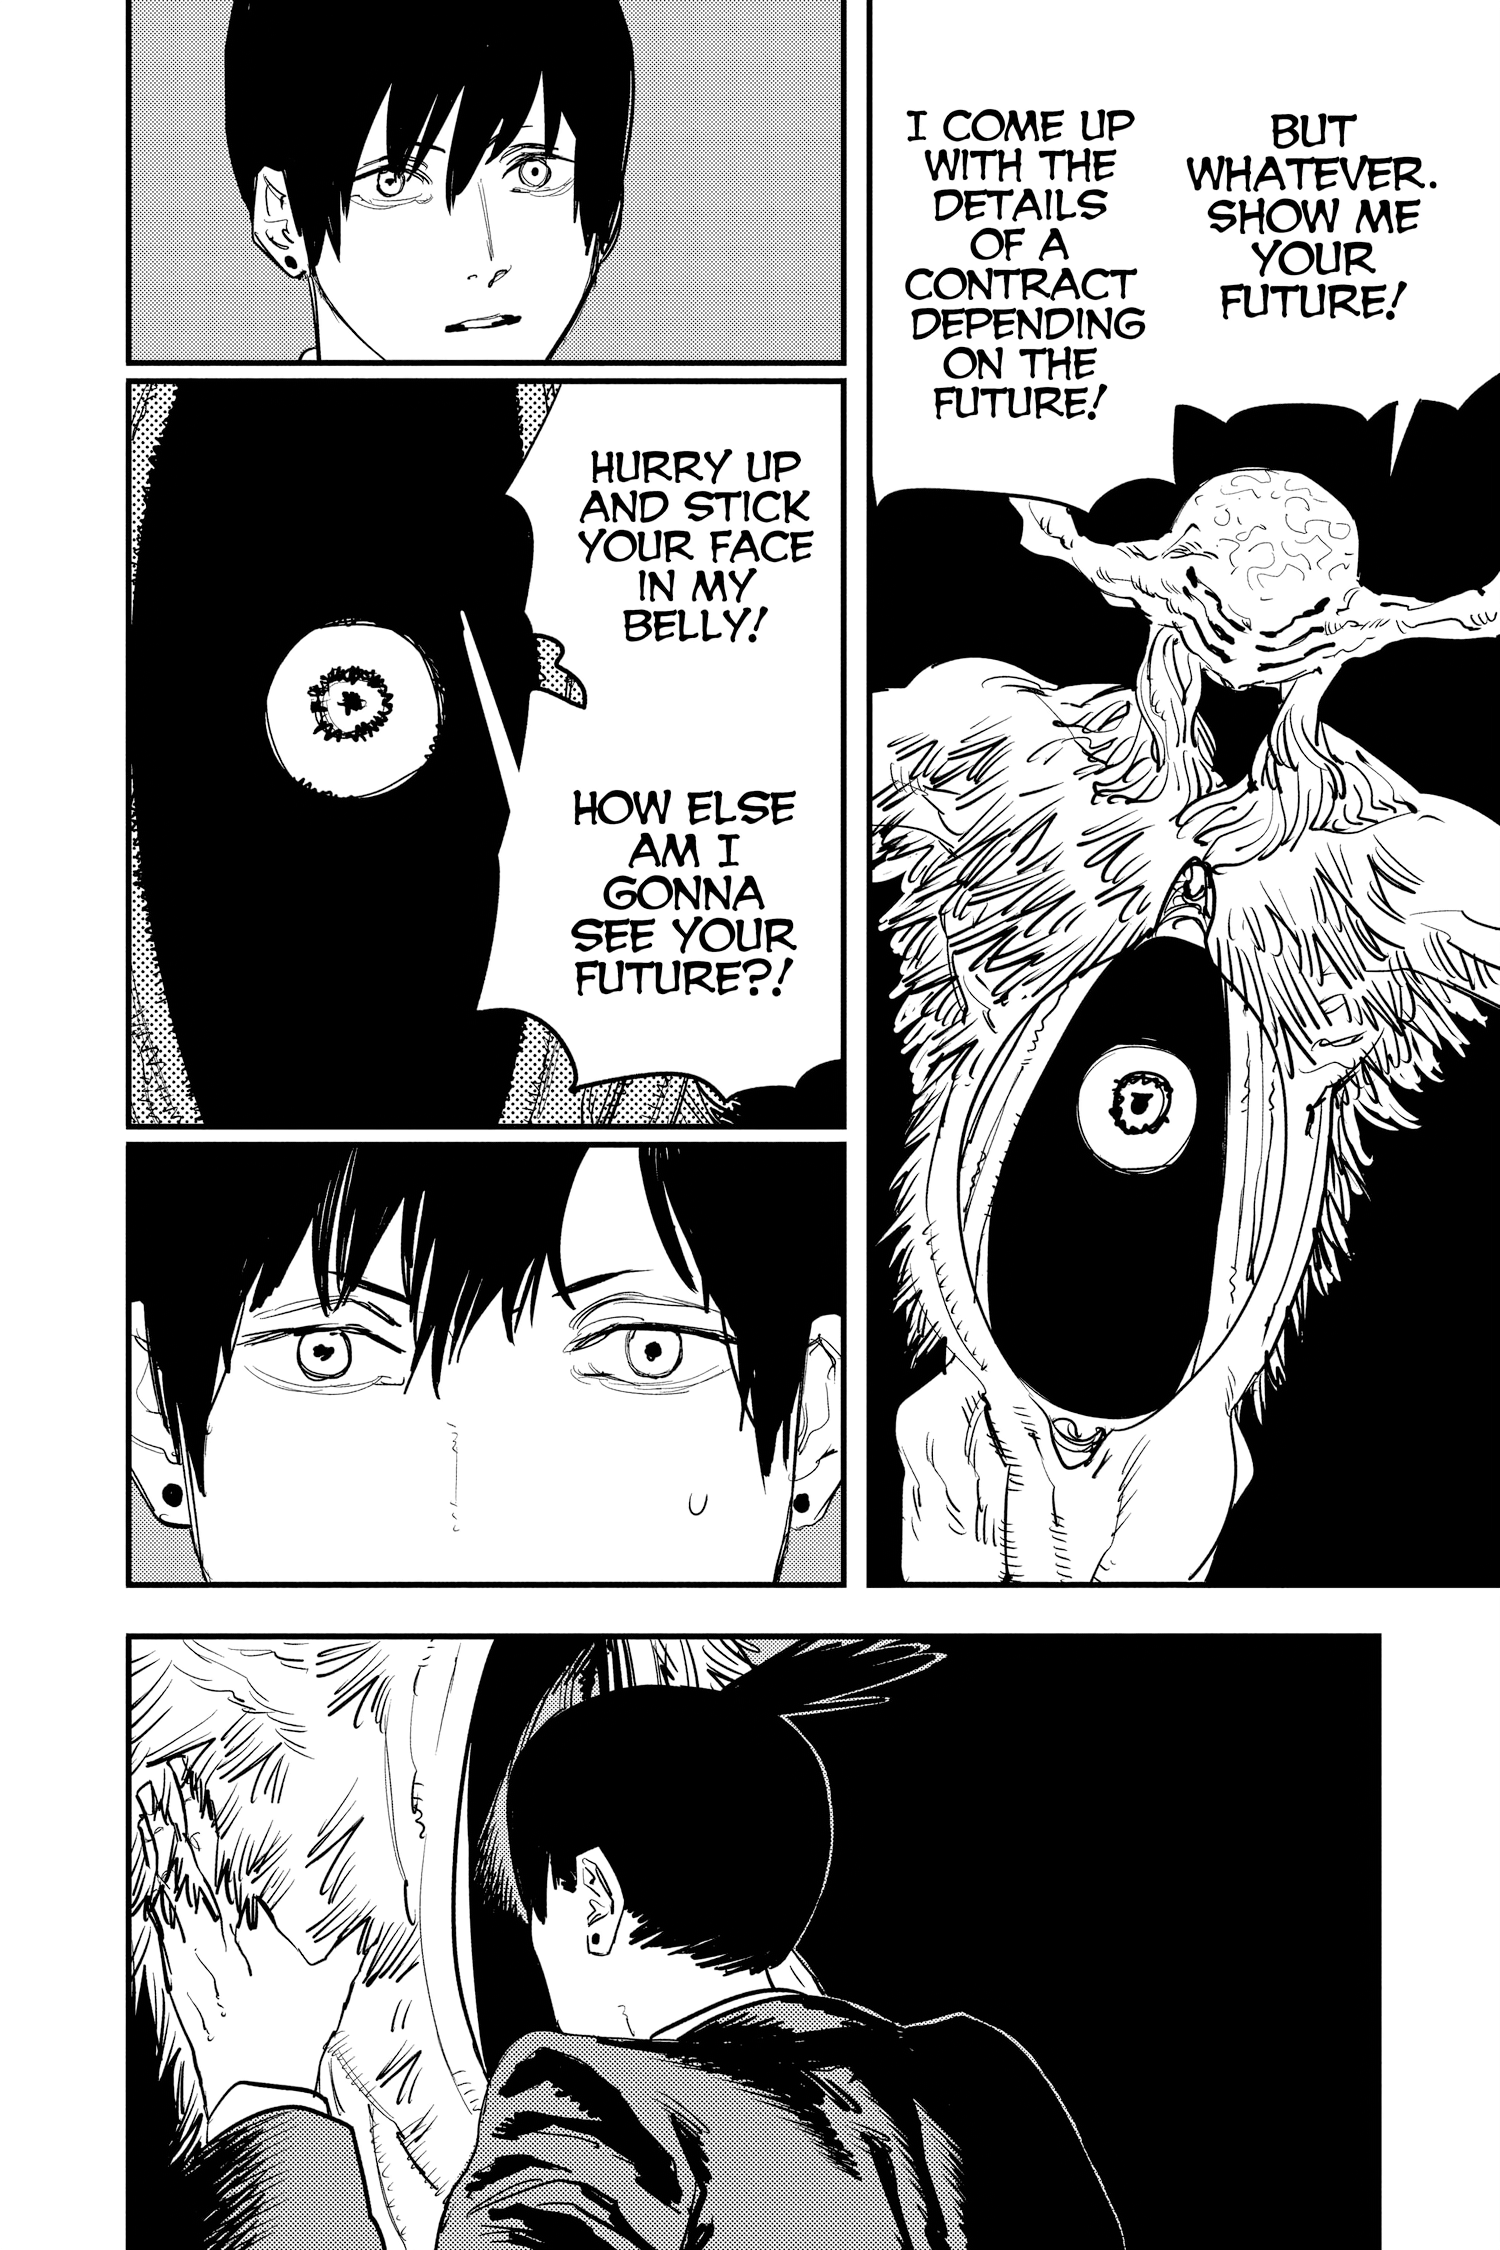 BUT
WHATEVER.
SHOW ME
YOUR
FUTURE!
I COME UP
WITH THE
DETAILS
OF A
CONTRACT
DEPENDING
ON THE
FUTURE!
HURRY UP
AND STICK
YOUR FACE
IN MY
BELLY!
HOW ELSE
AM I
GONNA
SEE YOUR
FUTURE?!